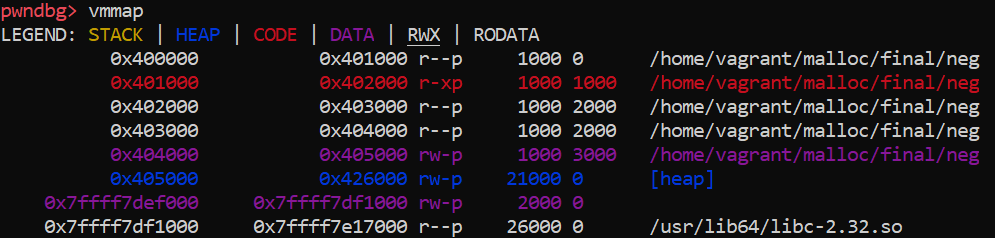 pwndbg> vmmap
LEGEND: STACK | HEAP | CODE | DATA | RWX | RODATA
0x400000 0x401000 r--p 1000 0 /home/vagrant/malloc/final/neg
0x401000 0x402000 r-xp 1000 1000 /home/vagrant/malloc/final/neg
0x402000 0x403000 r--p 1000 2000 /home/vagrant/malloc/final/neg
0x403000 0x404000 r--p 1000 2000 /home/vagrant/malloc/final/neg
0x404000 0x405000 rw-p 1000 3000 /home/vagrant/malloc/final/neg
0x405000 0x426000 rw-p 21000 0 [heap]
0x7ffff7def000 0x7ffff7df1000 rw-p 2000 0
0x7ffff7df1000 0x7ffff7e17000 r--p 26000 0 /usr/lib64/libc-2.32.so